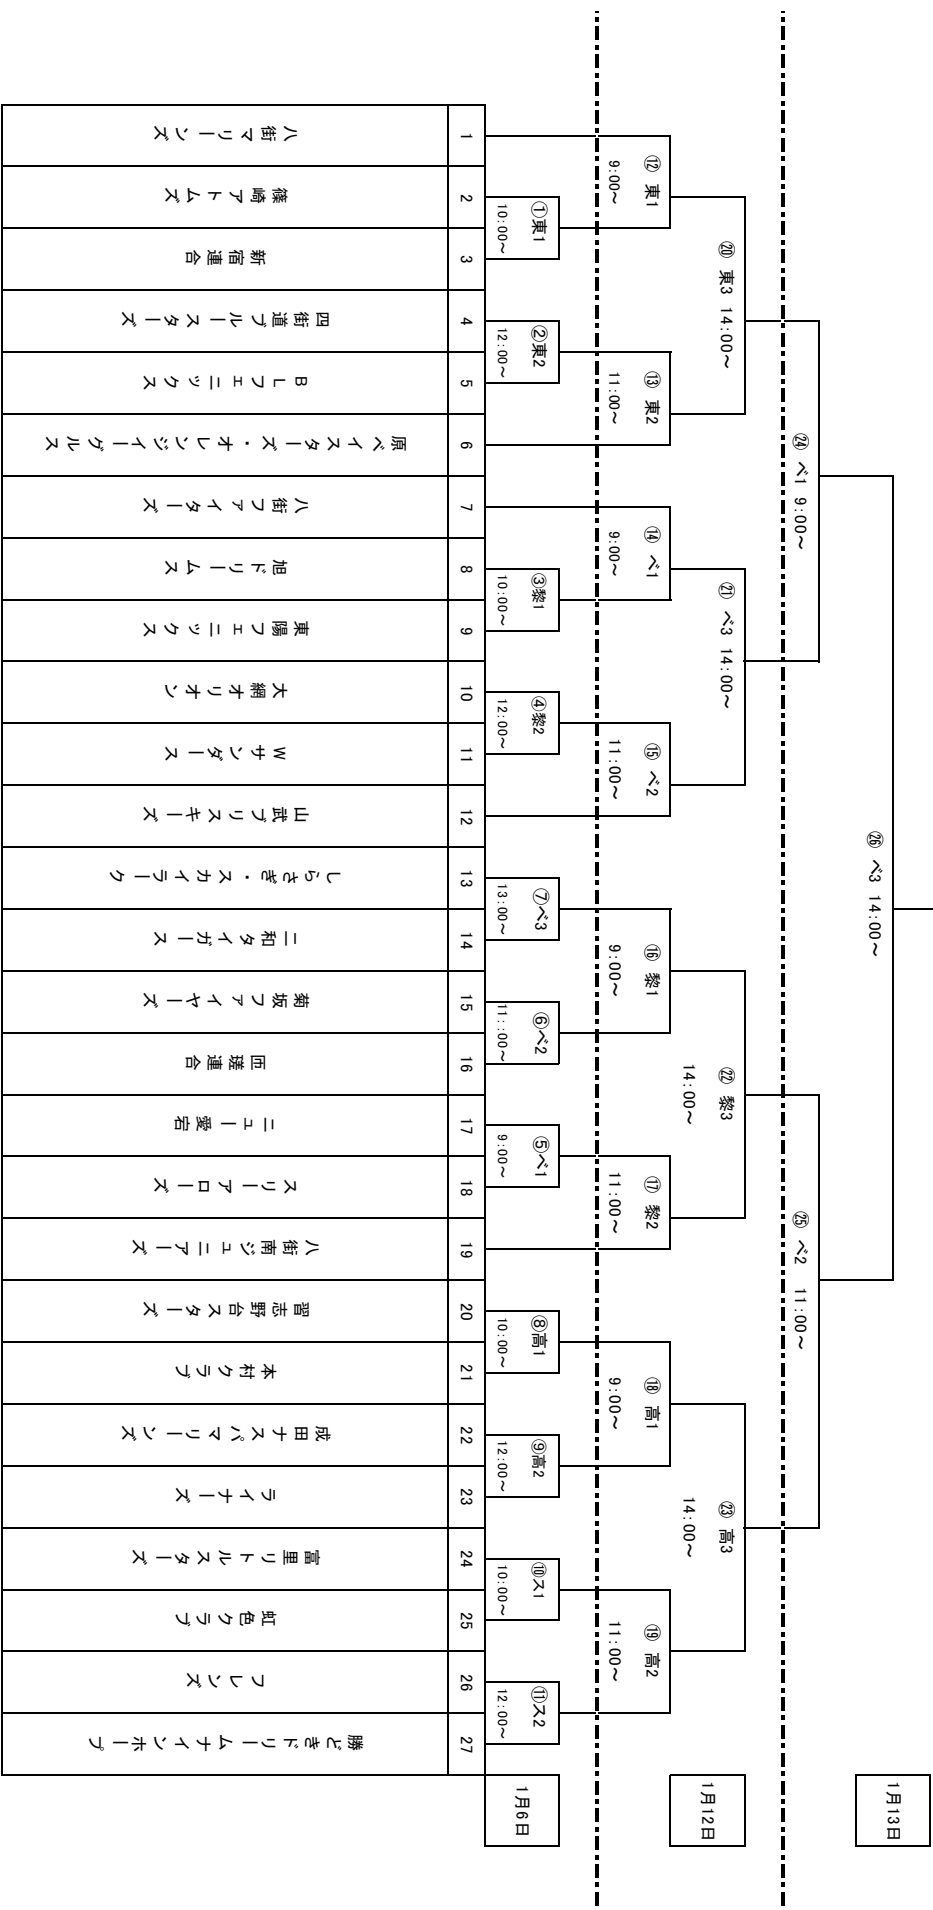 1 八街マリーンズ
2 篠崎アトムズ
3 新宿連合
4 四街道ブルースターズ
5 BLフェニックス
6 原ベイスターズ・オレンジイーグルス
7 八街ファイターズ
8 旭ドリームス
9 東陽フェニックス
10 大網オリオン
11 Wサンダース
12 山武ブリスキーズ
13 しらさぎ・スカイラーク
14 二和タイガース
15 菊坂ファイヤーズ
16 匝瑳連合
17 ニュー愛宕
18 スリーアローズ
19 八街南ジュニアーズ
20 習志野台スターズ
21 本村クラブ
22 成田ナスパマリーンズ
23 ライナーズ
24 富里リトルスターズ
25 虹色クラブ
26 フレンズ
27 勝どきドリームナインホープ
①東1
10:00～
②東2
12:00～
③黎1
10:00～
④黎2
12:00～
⑦ベ3
13:00～
⑥ベ2
11::00～
⑤ベ1
9:00～
⑧高1
10:00～
⑨高2
12:00～
⑩ス1
10:00～
⑪ス2
12:00～
1月6日
⑫ 東1
9:00～
⑬ 東2
11:00～
⑭ ベ1
9:00～
⑮ ベ2
11:00～
⑯ 黎1
9:00～
⑰ 黎2
11:00～
⑱ 高1
9:00～
⑲ 高2
11:00～
⑳ 東3 14:00～
㉑ ベ3 14:00～
㉒ 黎3
14:00～
㉓ 高3
14:00～
1月12日
㉔ ベ1 9:00～
㉕ ベ2 11:00～
㉖ ベ3 14:00～
1月13日